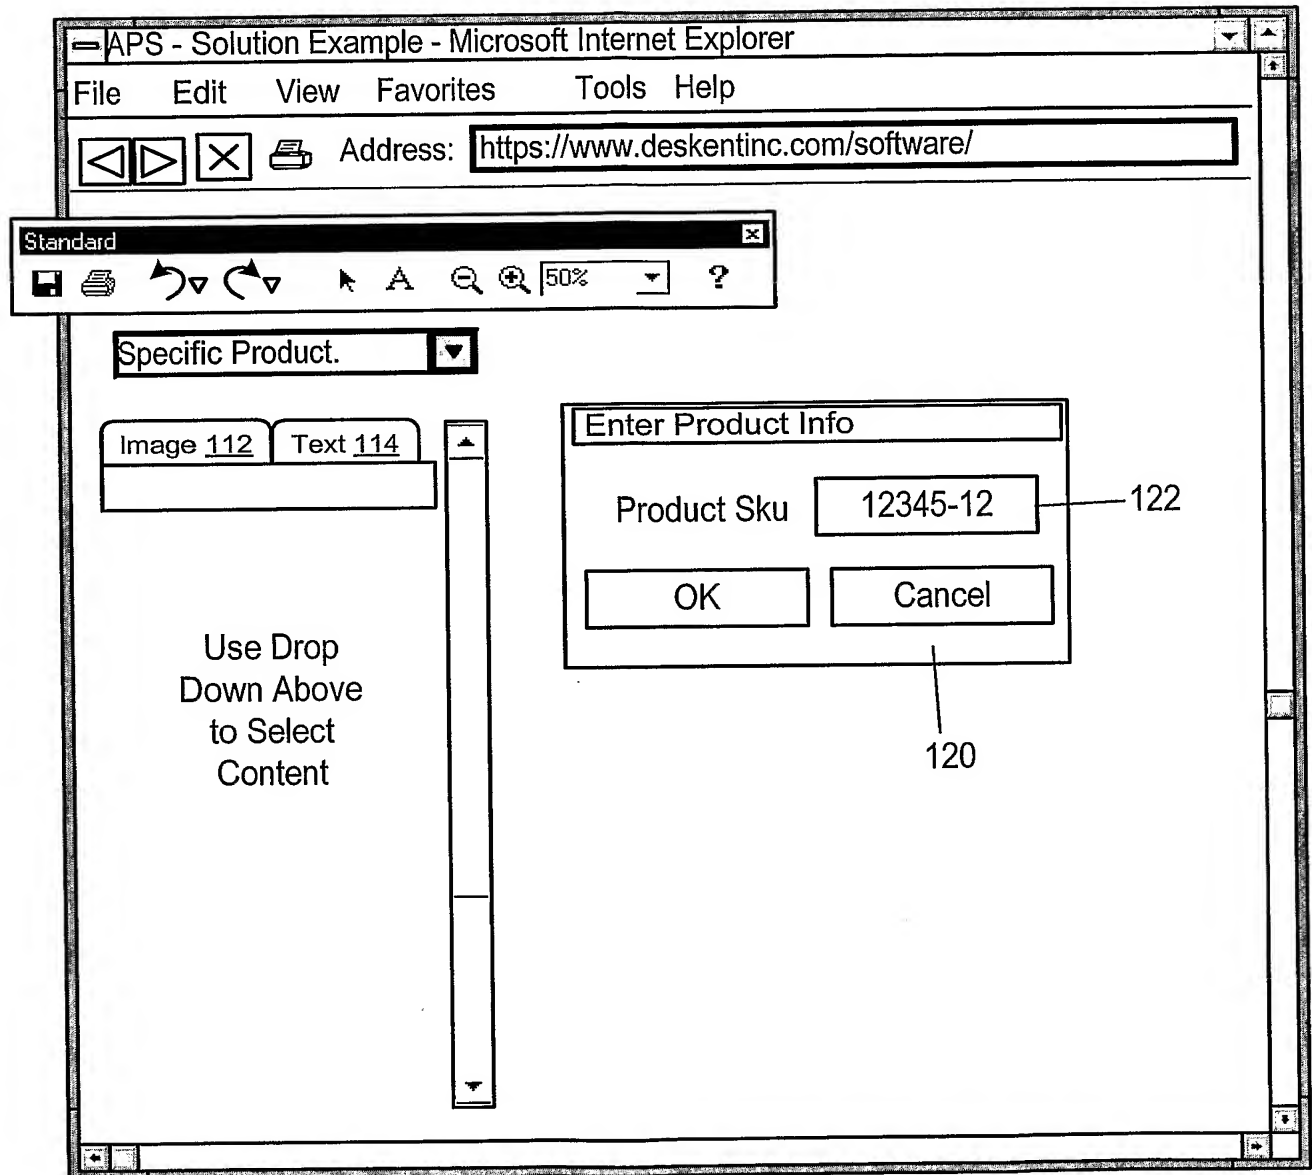 APS - Solution Example - Microsoft Internet Explorer
File Edit View Favorites Tools Help
Address: https://www.deskentinc.com/software/
Standard
A 50% ?
Specific Product.
Image 112 Text 114
Enter Product Info
Product Sku 12345-12 122
OK Cancel
120
Use Drop
Down Above
to Select
Content